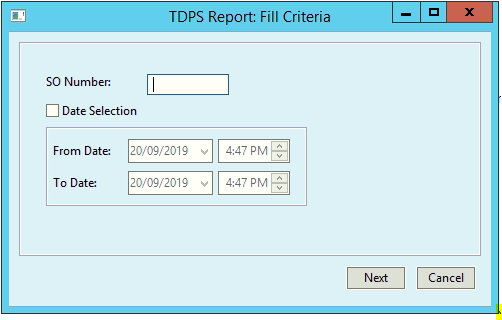 TDPS Report: Fill Criteria
SO Number:
Date Selection
From Date: 20/09/2019 4:47 PM
To Date: 20/09/2019 4:47 PM
Next Cancel